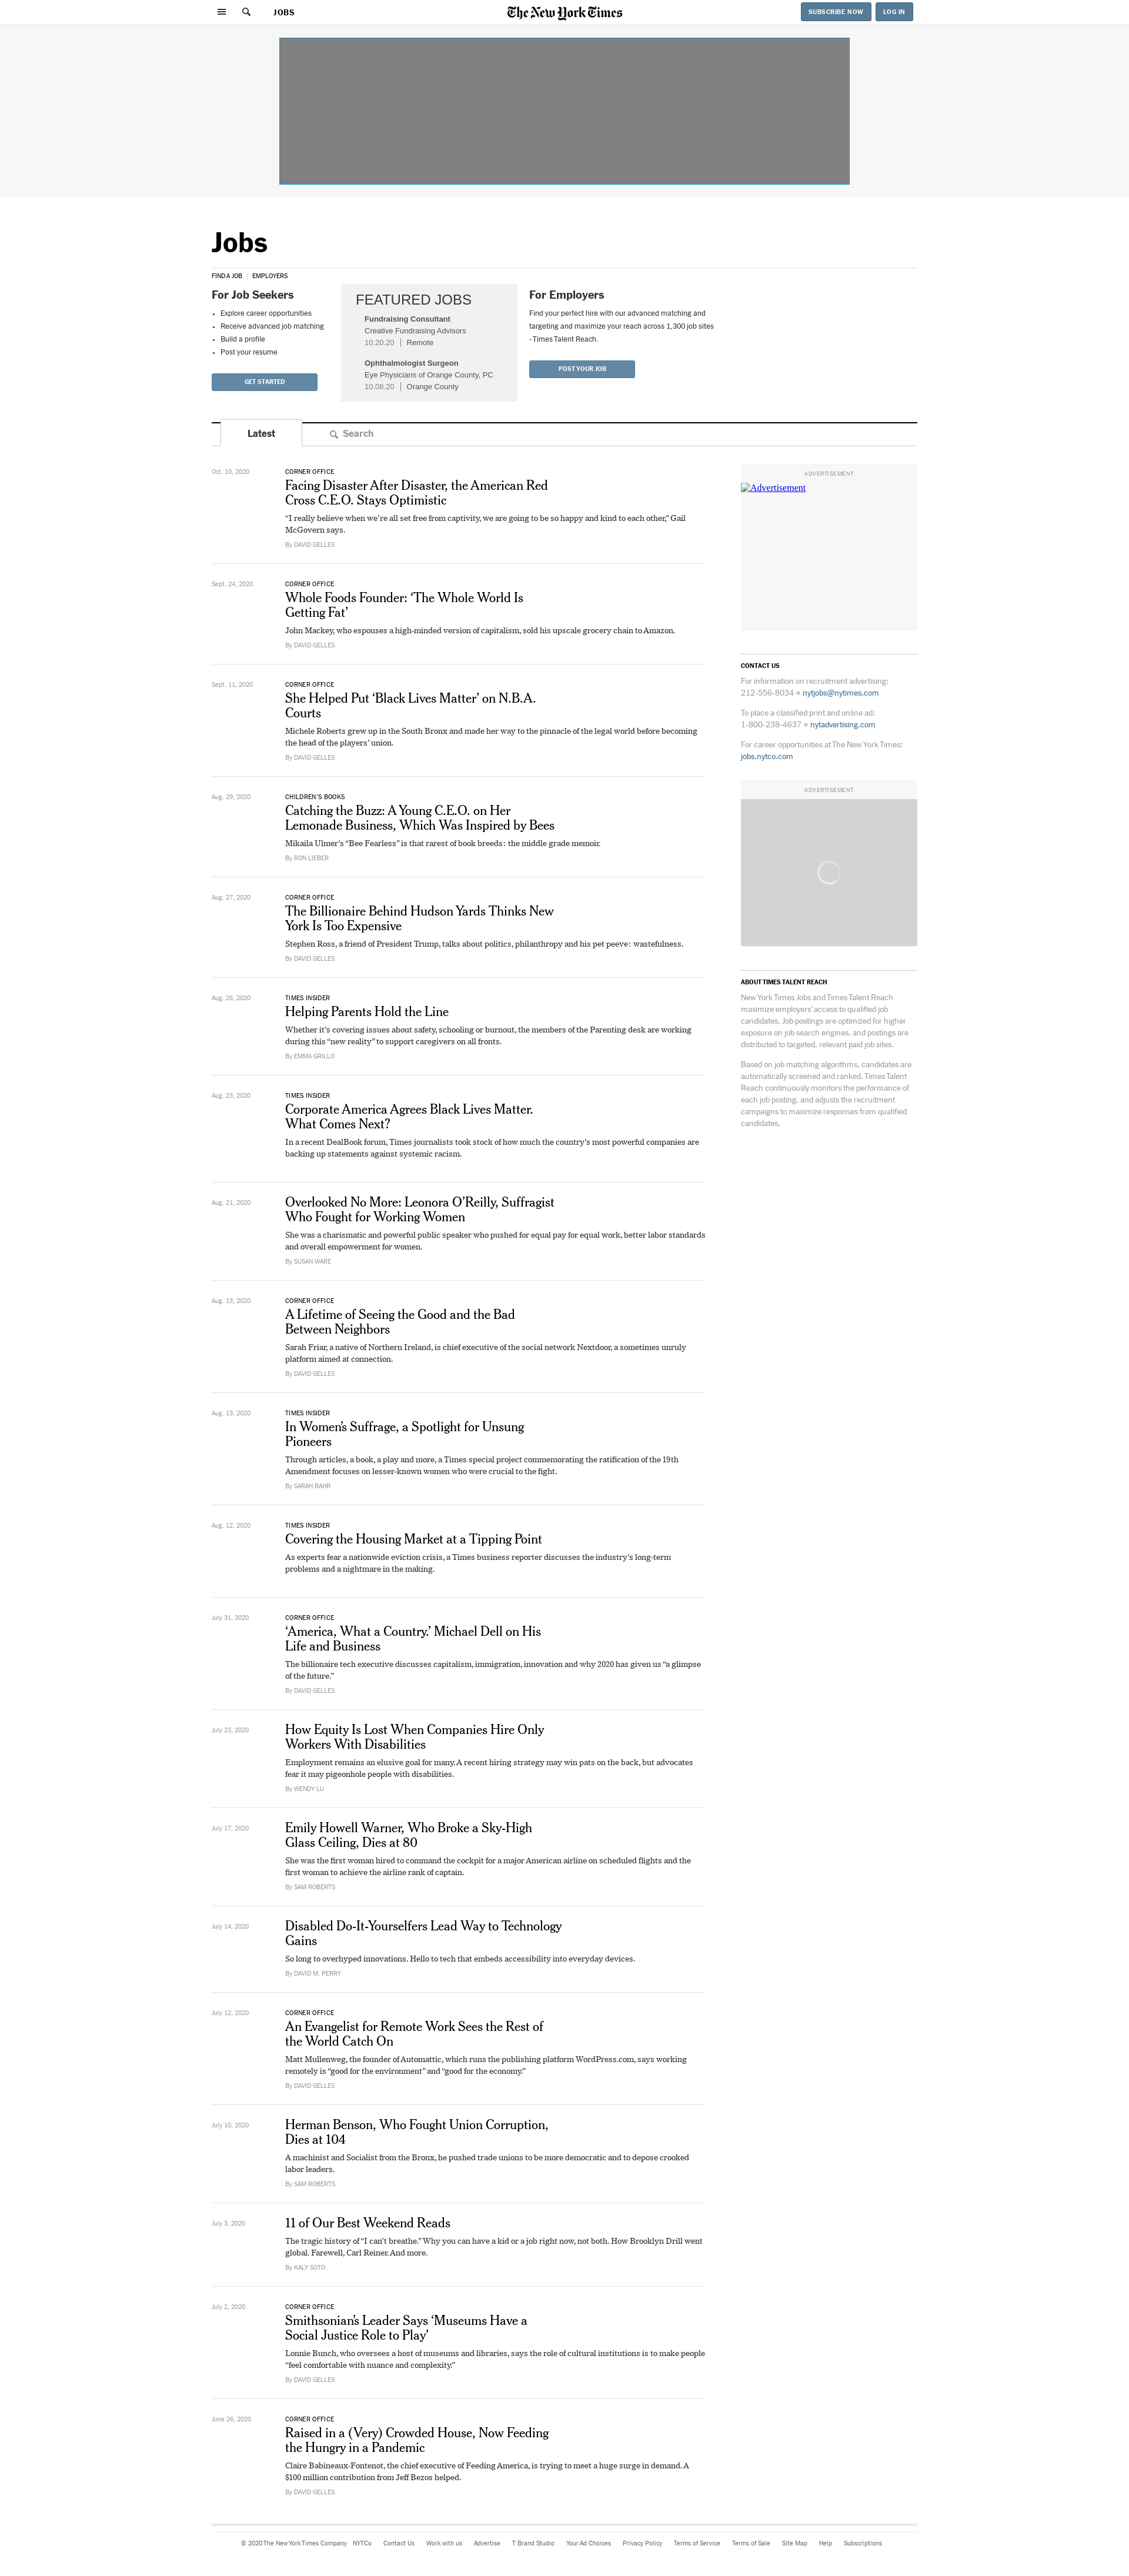 JOBS
The New York Times
SUBSCRIBE NOW
LOG IN
Jobs
FIND A JOB | EMPLOYERS
For Job Seekers
• Explore career opportunities
• Receive advanced job matching
• Build a profile
• Post your resume
GET STARTED
FEATURED JOBS
Fundraising Consultant
Creative Fundraising Advisors
10.20.20 | Remote
Ophthalmologist Surgeon
Eye Physicians of Orange County, PC
10.08.20 | Orange County
For Employers
Find your perfect hire with our advanced matching and
targeting and maximize your reach across 1,300 job sites
- Times Talent Reach.
POST YOUR JOB
Latest
Search
Oct. 10, 2020
CORNER OFFICE
Facing Disaster After Disaster, the American Red
Cross C.E.O. Stays Optimistic
“I really believe when we’re all set free from captivity, we are going to be so happy and kind to each other,” Gail
McGovern says.
By DAVID GELLES
Sept. 24, 2020
CORNER OFFICE
Whole Foods Founder: ‘The Whole World Is
Getting Fat’
John Mackey, who espouses a high-minded version of capitalism, sold his upscale grocery chain to Amazon.
By DAVID GELLES
Sept. 11, 2020
CORNER OFFICE
She Helped Put ‘Black Lives Matter’ on N.B.A.
Courts
Michele Roberts grew up in the South Bronx and made her way to the pinnacle of the legal world before becoming
the head of the players’ union.
By DAVID GELLES
Aug. 29, 2020
CHILDREN’S BOOKS
Catching the Buzz: A Young C.E.O. on Her
Lemonade Business, Which Was Inspired by Bees
Mikaila Ulmer’s “Bee Fearless” is that rarest of book breeds: the middle grade memoir.
By RON LIEBER
Aug. 27, 2020
CORNER OFFICE
The Billionaire Behind Hudson Yards Thinks New
York Is Too Expensive
Stephen Ross, a friend of President Trump, talks about politics, philanthropy and his pet peeve: wastefulness.
By DAVID GELLES
Aug. 25, 2020
TIMES INSIDER
Helping Parents Hold the Line
Whether it’s covering issues about safety, schooling or burnout, the members of the Parenting desk are working
during this “new reality” to support caregivers on all fronts.
By EMMA GRILLO
Aug. 23, 2020
TIMES INSIDER
Corporate America Agrees Black Lives Matter.
What Comes Next?
In a recent DealBook forum, Times journalists took stock of how much the country’s most powerful companies are
backing up statements against systemic racism.
Aug. 21, 2020
Overlooked No More: Leonora O’Reilly, Suffragist
Who Fought for Working Women
She was a charismatic and powerful public speaker who pushed for equal pay for equal work, better labor standards
and overall empowerment for women.
By SUSAN WARE
Aug. 13, 2020
CORNER OFFICE
A Lifetime of Seeing the Good and the Bad
Between Neighbors
Sarah Friar, a native of Northern Ireland, is chief executive of the social network Nextdoor, a sometimes unruly
platform aimed at connection.
By DAVID GELLES
Aug. 13, 2020
TIMES INSIDER
In Women’s Suffrage, a Spotlight for Unsung
Pioneers
Through articles, a book, a play and more, a Times special project commemorating the ratification of the 19th
Amendment focuses on lesser-known women who were crucial to the fight.
By SARAH BAHR
Aug. 12, 2020
TIMES INSIDER
Covering the Housing Market at a Tipping Point
As experts fear a nationwide eviction crisis, a Times business reporter discusses the industry’s long-term
problems and a nightmare in the making.
July 31, 2020
CORNER OFFICE
‘America, What a Country.’ Michael Dell on His
Life and Business
The billionaire tech executive discusses capitalism, immigration, innovation and why 2020 has given us “a glimpse
of the future.”
By DAVID GELLES
July 23, 2020
How Equity Is Lost When Companies Hire Only
Workers With Disabilities
Employment remains an elusive goal for many. A recent hiring strategy may win pats on the back, but advocates
fear it may pigeonhole people with disabilities.
By WENDY LU
July 17, 2020
Emily Howell Warner, Who Broke a Sky-High
Glass Ceiling, Dies at 80
She was the first woman hired to command the cockpit for a major American airline on scheduled flights and the
first woman to achieve the airline rank of captain.
By SAM ROBERTS
July 14, 2020
Disabled Do-It-Yourselfers Lead Way to Technology
Gains
So long to overhyped innovations. Hello to tech that embeds accessibility into everyday devices.
By DAVID M. PERRY
July 12, 2020
CORNER OFFICE
An Evangelist for Remote Work Sees the Rest of
the World Catch On
Matt Mullenweg, the founder of Automattic, which runs the publishing platform WordPress.com, says working
remotely is “good for the environment” and “good for the economy.”
By DAVID GELLES
July 10, 2020
Herman Benson, Who Fought Union Corruption,
Dies at 104
A machinist and Socialist from the Bronx, he pushed trade unions to be more democratic and to depose crooked
labor leaders.
By SAM ROBERTS
July 3, 2020
11 of Our Best Weekend Reads
The tragic history of “I can’t breathe.” Why you can have a kid or a job right now, not both. How Brooklyn Drill went
global. Farewell, Carl Reiner. And more.
By KALY SOTO
July 2, 2020
CORNER OFFICE
Smithsonian’s Leader Says ‘Museums Have a
Social Justice Role to Play’
Lonnie Bunch, who oversees a host of museums and libraries, says the role of cultural institutions is to make people
“feel comfortable with nuance and complexity.”
By DAVID GELLES
June 26, 2020
CORNER OFFICE
Raised in a (Very) Crowded House, Now Feeding
the Hungry in a Pandemic
Claire Babineaux-Fontenot, the chief executive of Feeding America, is trying to meet a huge surge in demand. A
$100 million contribution from Jeff Bezos helped.
By DAVID GELLES
ADVERTISEMENT
Advertisement
CONTACT US
For information on recruitment advertising:
212-556-8034 ⋄ nytjobs@nytimes.com
To place a classified print and online ad:
1-800-238-4637 ⋄ nytadvertising.com
For career opportunities at The New York Times:
jobs.nytco.com
ADVERTISEMENT
ABOUT TIMES TALENT REACH
New York Times Jobs and Times Talent Reach
maximize employers’ access to qualified job
candidates. Job postings are optimized for higher
exposure on job search engines, and postings are
distributed to targeted, relevant paid job sites.
Based on job matching algorithms, candidates are
automatically screened and ranked. Times Talent
Reach continuously monitors the performance of
each job posting, and adjusts the recruitment
campaigns to maximize responses from qualified
candidates.
© 2020 The New York Times Company NYTCo Contact Us Work with us Advertise T Brand Studio Your Ad Choices Privacy Policy Terms of Service Terms of Sale Site Map Help Subscriptions